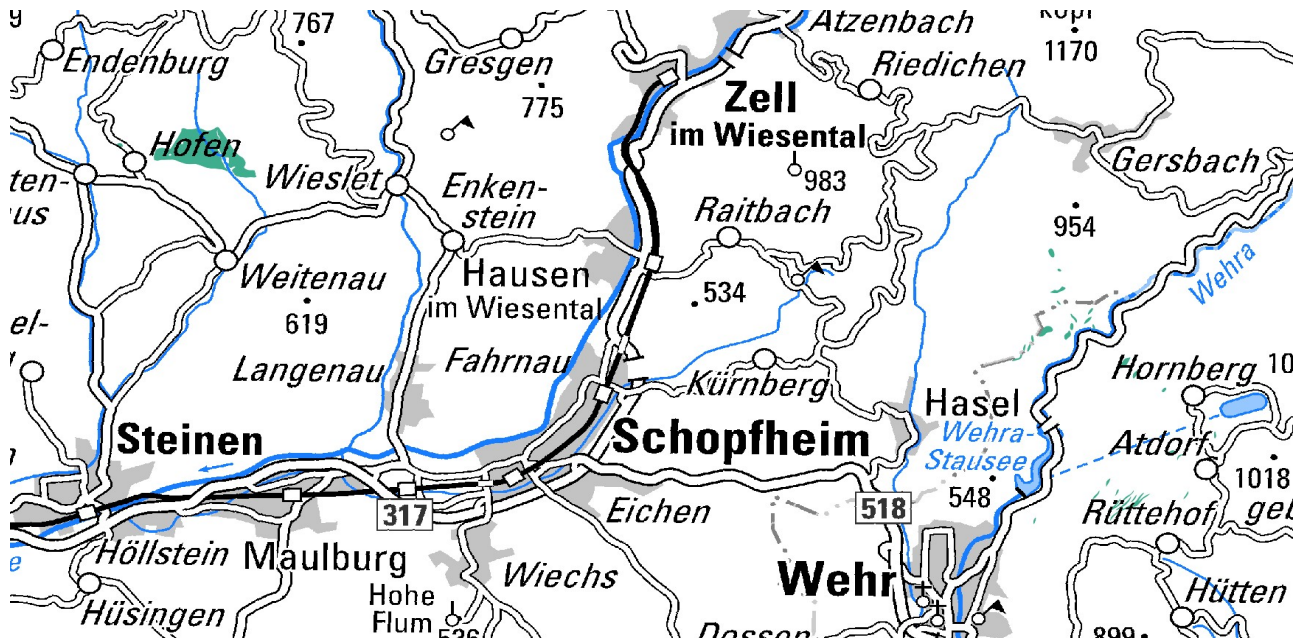 767
Atzenbach
1170
Endenburg
Gresgen
Riedichen
775
Zell
im Wiesental
Hofen
Gersbach
Wieslet
983
Enken-
stein
Raitbach
954
Weitenau
Hausen
im Wiesental
534
Wehra
619
Langenau
Fahrnau
Kürnberg
Hornberg
Hasel
Steinen
Schopfheim
Wehra-
Stausee
Atdorf
548
1018
317
518
Eichen
Rüttehof
Höllstein
Maulburg
Wiechs
Wehr
Hütten
Hüsingen
Hohe
Flum